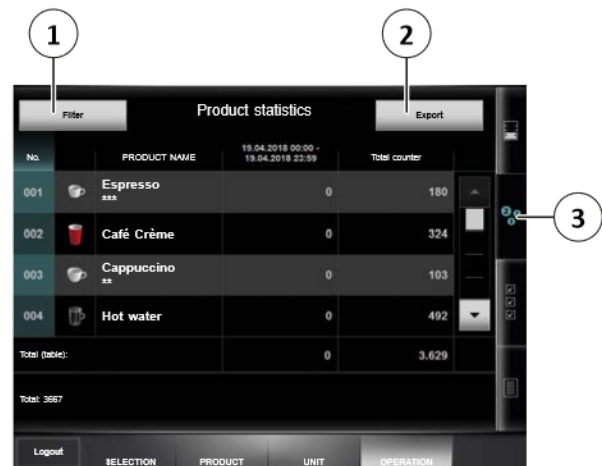 1
2
Filter
Product statistics
Export
No.
PRODUCT NAME
19.04.2018 00:00 -
19.04.2018 23:59
Total counter
001
Espresso
***
0
180
002
Café Crème
0
324
3
003
Cappuccino
**
0
103
004
Hot water
0
492
Total (table):
0
3.629
Total: 3667
Logout
SELECTION
PRODUCT
UNIT
OPERATION